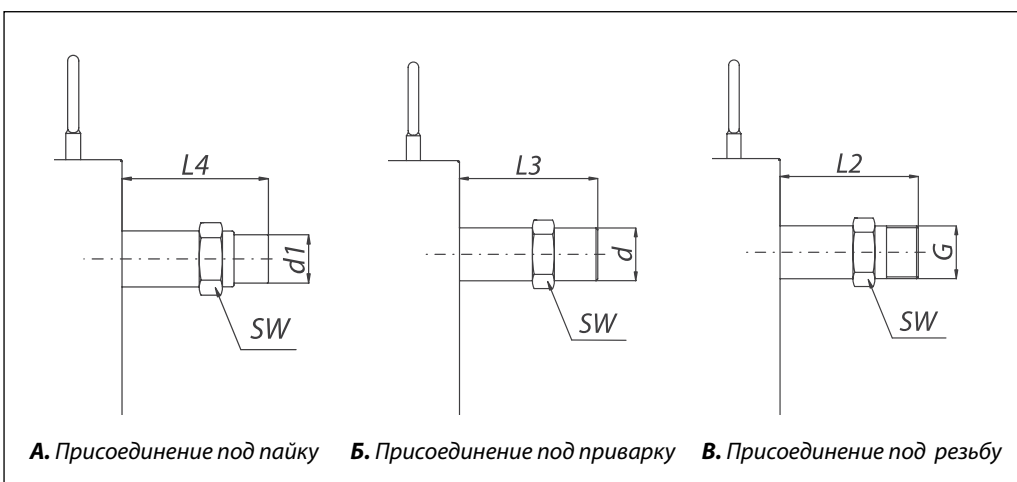 L4
d1
SW
L3
d
SW
L2
G
SW
А. Присоединение под пайку
Б. Присоединение под приварку
В. Присоединение под резьбу